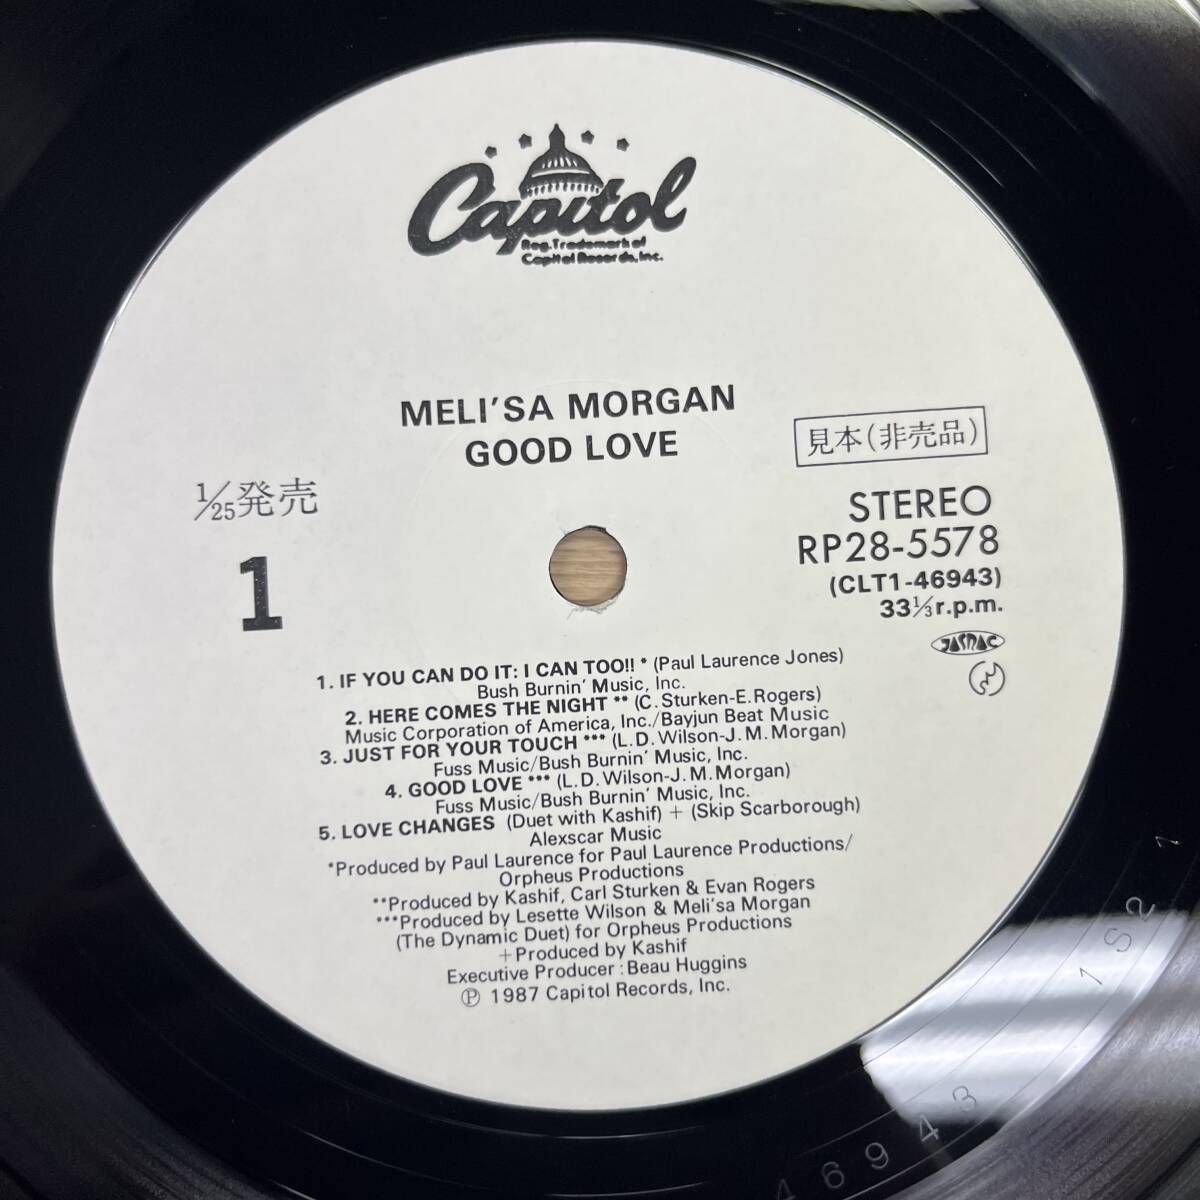 Capitol
Reg. Trademark of
Capitol Records, Inc.
MELI'SA MORGAN
GOOD LOVE
見本(非売品)
1/25発売
1
STEREO
RP28-5578
(CLT1-46943)
33⅓r.p.m.
JASRAC
1. IF YOU CAN DO IT: I CAN TOO!! * (Paul Laurence Jones)
Bush Burnin' Music, Inc.
2. HERE COMES THE NIGHT ** (C. Sturken-E. Rogers)
Music Corporation of America, Inc./Bayjun Beat Music
3. JUST FOR YOUR TOUCH *** (L.D. Wilson-J.M. Morgan)
Fuss Music/Bush Burnin' Music, Inc.
4. GOOD LOVE *** (L.D. Wilson-J.M. Morgan)
Fuss Music/Bush Burnin' Music, Inc.
5. LOVE CHANGES (Duet with Kashif) + (Skip Scarborough)
Alexscar Music
*Produced by Paul Laurence for Paul Laurence Productions/
Orpheus Productions
**Produced by Kashif, Carl Sturken & Evan Rogers
***Produced by Lesette Wilson & Meli'sa Morgan
(The Dynamic Duet) for Orpheus Productions
+Produced by Kashif
Executive Producer: Beau Huggins
Ⓟ 1987 Capitol Records, Inc.
46943 1S2 1